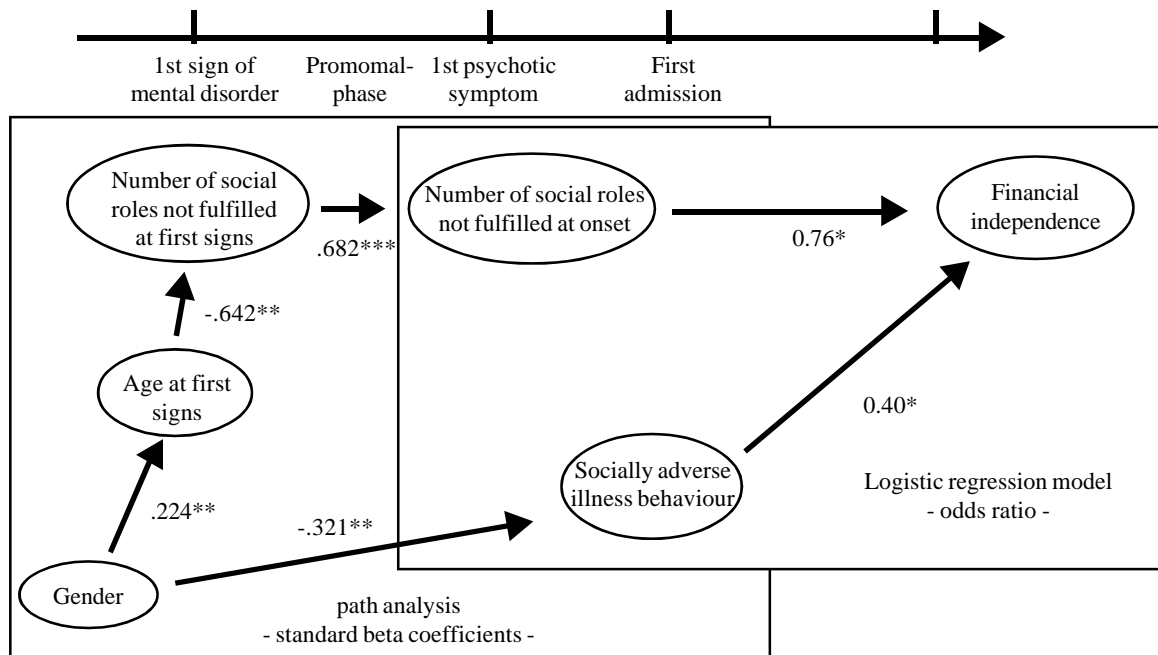 1st sign of
mental disorder
Promomal-
phase
1st psychotic
symptom
First
admission
Number of social
roles not fulfilled
at first signs
.682***
Number of social roles
not fulfilled at onset
0.76*
Financial
independence
-.642**
Age at first
signs
0.40*
.224**
Socially adverse
illness behaviour
Logistic regression model
- odds ratio -
-.321**
Gender
path analysis
- standard beta coefficients -